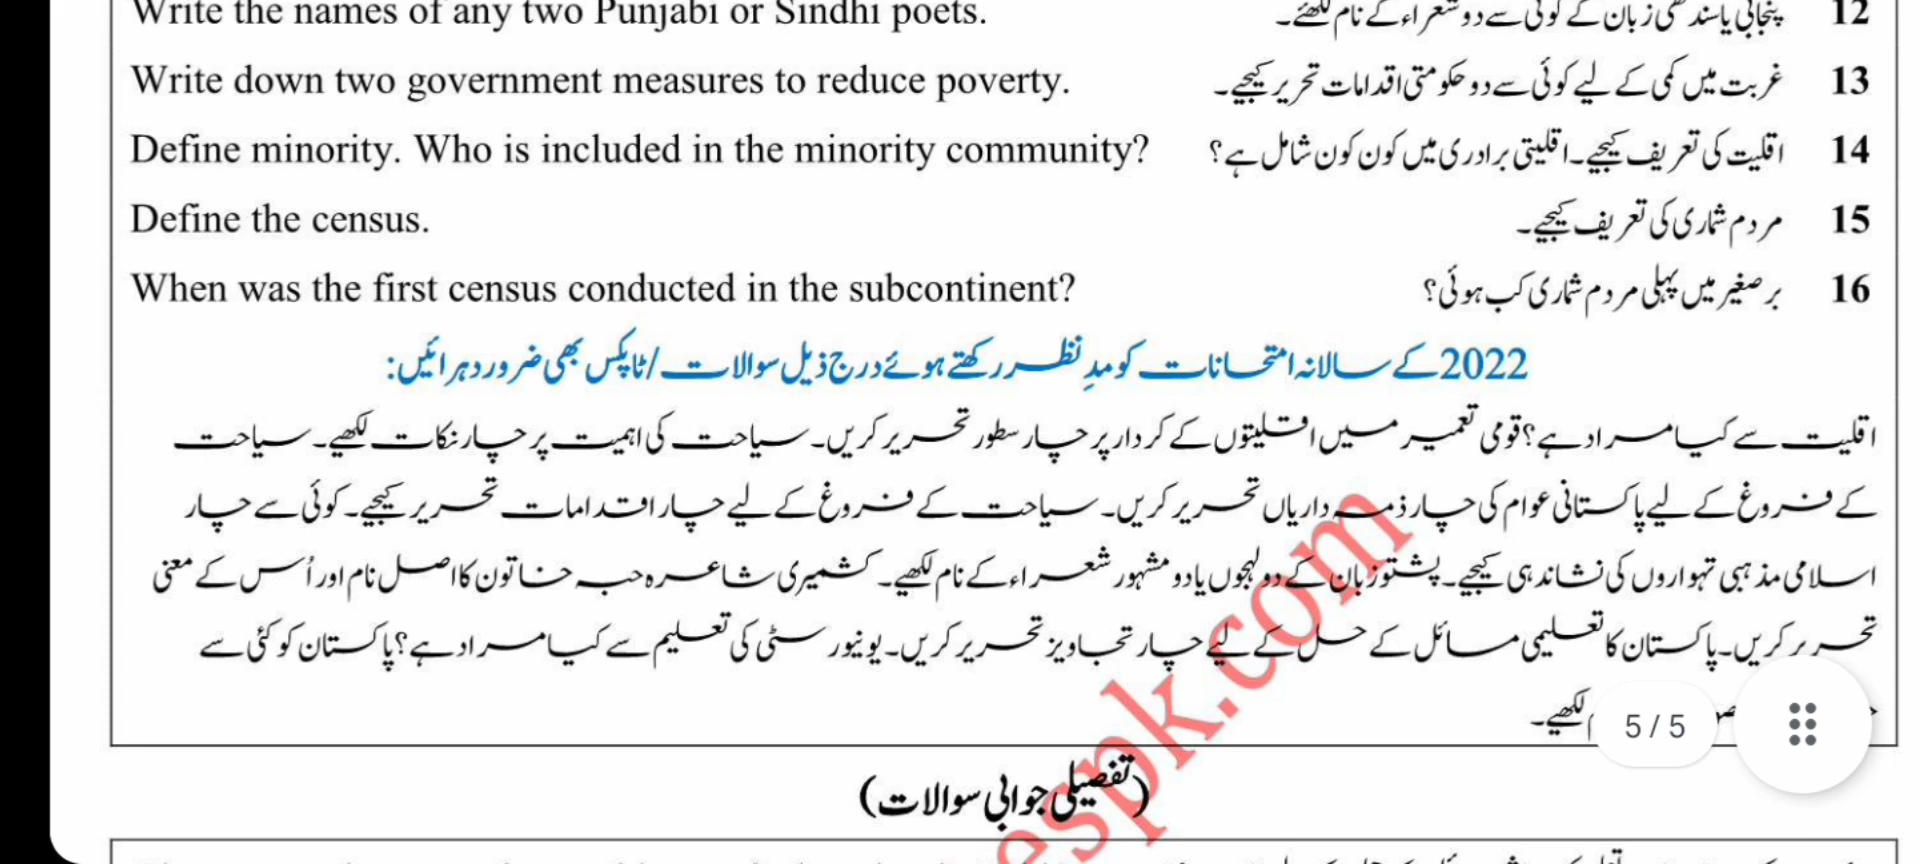 Write the names of any two Punjabi or Sindhi poets. پنجابی یا سندھی زبان کے کوئی سے دو شعراء کے نام لکھئے۔ 12
Write down two government measures to reduce poverty. غربت میں کمی کے لیے کوئی سے دو حکومتی اقدامات تحریر کیجیے۔ 13
Define minority. Who is included in the minority community? اقلیت کی تعریف کیجیے۔ اقلیتی برادری میں کون کون شامل ہے؟ 14
Define the census. مردم شماری کی تعریف کیجیے۔ 15
When was the first census conducted in the subcontinent? برصغیر میں پہلی مردم شماری کب ہوئی؟ 16
2022 کے سالانہ امتحانات کو مدِ نظر رکھتے ہوئے درج ذیل سوالات / ٹاپکس بھی ضرور دہرائیں:
اقلیت سے کیا مراد ہے؟ قومی تعمیر میں اقلیتوں کے کردار پر چار سطور تحریر کریں۔ سیاحت کی اہمیت پر چار نکات لکھیے۔ سیاحت
کے فروغ کے لیے پاکستانی عوام کی چار ذمہ داریاں تحریر کریں۔ سیاحت کے فروغ کے لیے چار اقدامات تحریر کیجیے۔ کوئی سے چار
اسلامی مذہبی تہواروں کی نشاندہی کیجیے۔ پشتو زبان کے دو لہجوں یا دو مشہور شعراء کے نام لکھیے۔ کشمیری شاعرہ حبہ خاتون کا اصل نام اور اُس کے معنی
تحریر کریں۔ پاکستان کا تعلیمی مسائل کے حل کے لیے چار تجاویز تحریر کریں۔ یونیورسٹی کی تعلیم سے کیا مراد ہے؟ پاکستان کو کئی سے
لکھیے۔
5 / 5
(تفصیلی جوابی سوالات)
espk.com